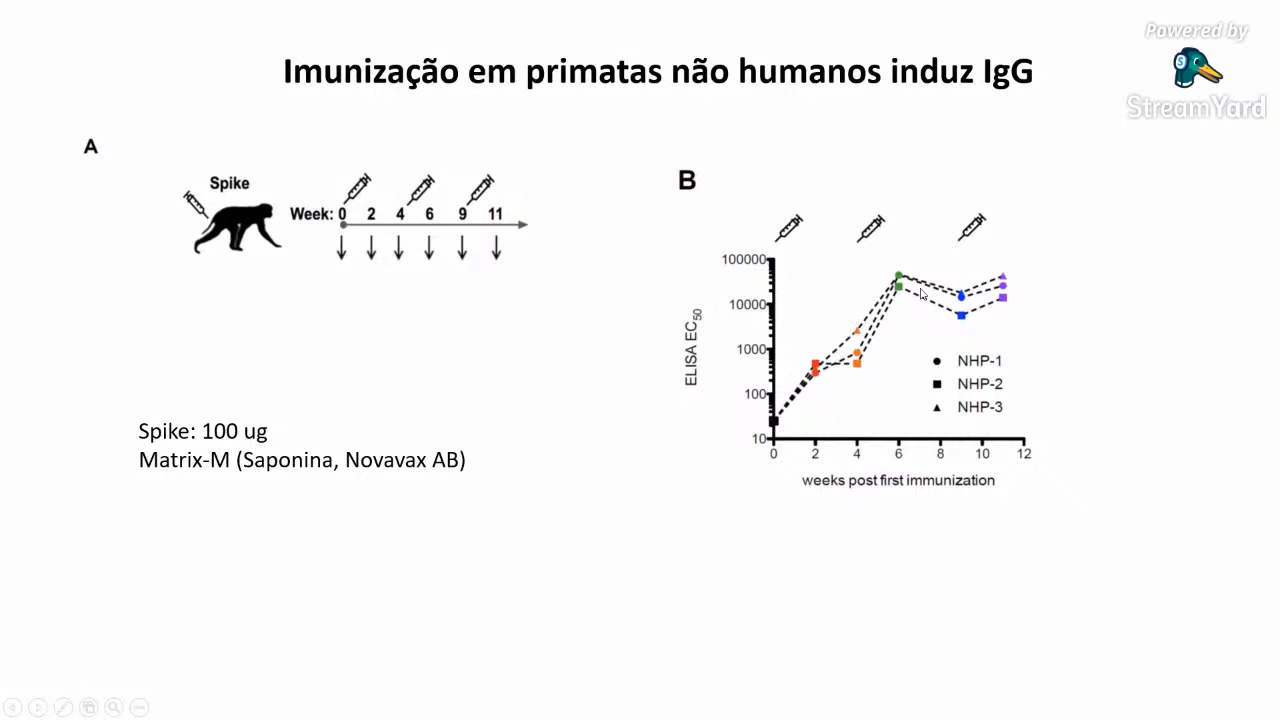 Powered by
StreamYard
Imunização em primatas não humanos induz IgG
A
Spike
Week: 0 2 4 6 9 11
Spike: 100 ug
Matrix-M (Saponina, Novavax AB)
B
100000
10000
1000
100
10
ELISA EC50
0 2 4 6 8 10 12
weeks post first immunization
NHP-1
NHP-2
NHP-3